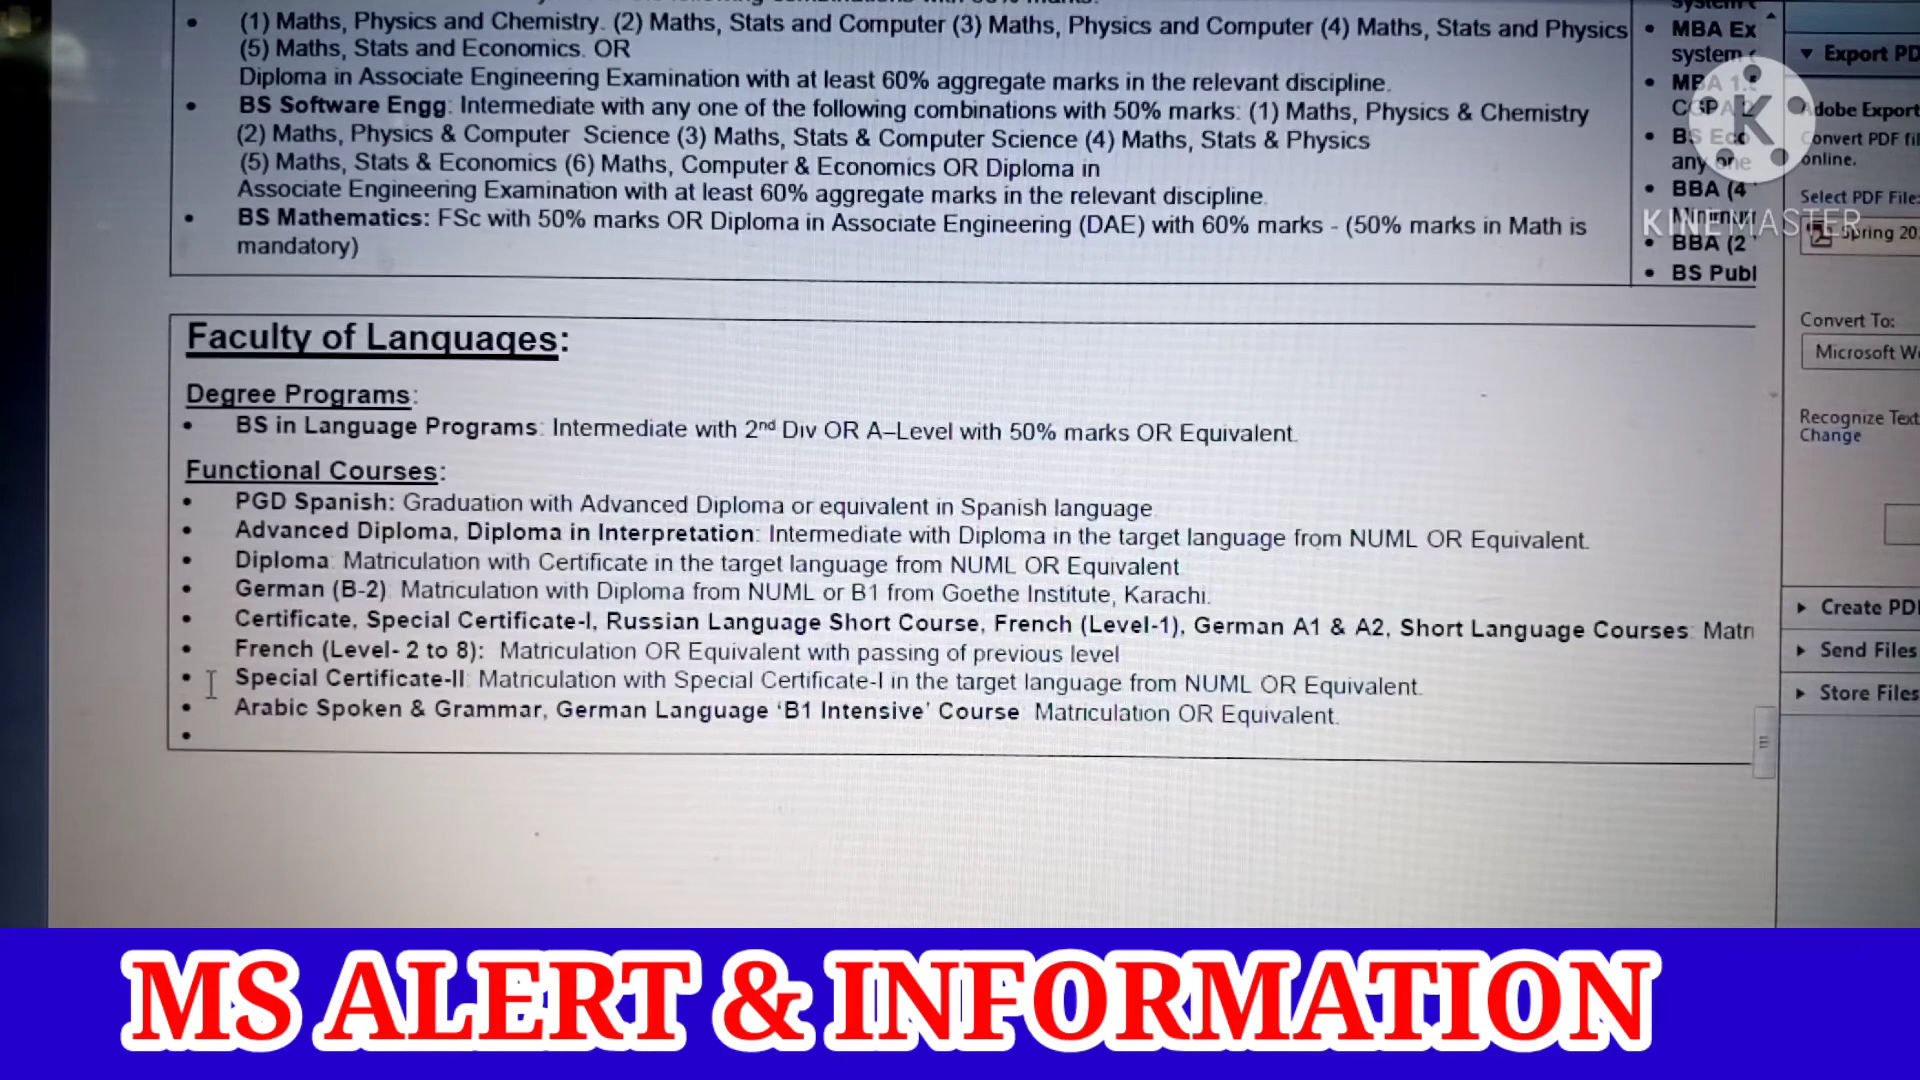 (1) Maths, Physics and Chemistry. (2) Maths, Stats and Computer (3) Maths, Physics and Computer (4) Maths, Stats and Physics
(5) Maths, Stats and Economics. OR
Diploma in Associate Engineering Examination with at least 60% aggregate marks in the relevant discipline.
• BS Software Engg: Intermediate with any one of the following combinations with 50% marks: (1) Maths, Physics & Chemistry
(2) Maths, Physics & Computer Science (3) Maths, Stats & Computer Science (4) Maths, Stats & Physics
(5) Maths, Stats & Economics (6) Maths, Computer & Economics OR Diploma in
Associate Engineering Examination with at least 60% aggregate marks in the relevant discipline.
• BS Mathematics: FSc with 50% marks OR Diploma in Associate Engineering (DAE) with 60% marks - (50% marks in Math is
mandatory)
• MBA Ex
system
• MBA 1.5
CGPA 2
• BS Eco
any one
• BBA (4
Minimum
• BBA (2
• BS Publ
Faculty of Languages:
Degree Programs:
• BS in Language Programs: Intermediate with 2nd Div OR A–Level with 50% marks OR Equivalent.
Functional Courses:
• PGD Spanish: Graduation with Advanced Diploma or equivalent in Spanish language
• Advanced Diploma, Diploma in Interpretation: Intermediate with Diploma in the target language from NUML OR Equivalent.
• Diploma: Matriculation with Certificate in the target language from NUML OR Equivalent
• German (B-2): Matriculation with Diploma from NUML or B1 from Goethe Institute, Karachi.
• Certificate, Special Certificate-I, Russian Language Short Course, French (Level-1), German A1 & A2, Short Language Courses: Matri
• French (Level- 2 to 8): Matriculation OR Equivalent with passing of previous level
• Special Certificate-II: Matriculation with Special Certificate-I in the target language from NUML OR Equivalent.
• Arabic Spoken & Grammar, German Language ‘B1 Intensive’ Course Matriculation OR Equivalent.
Export PD
Adobe Export
Convert PDF fil
online.
Select PDF File:
Spring 20
Convert To:
Microsoft Wo
Recognize Text
Change
Create PDF
Send Files
Store Files
K
KINEMASTER
MS ALERT & INFORMATION